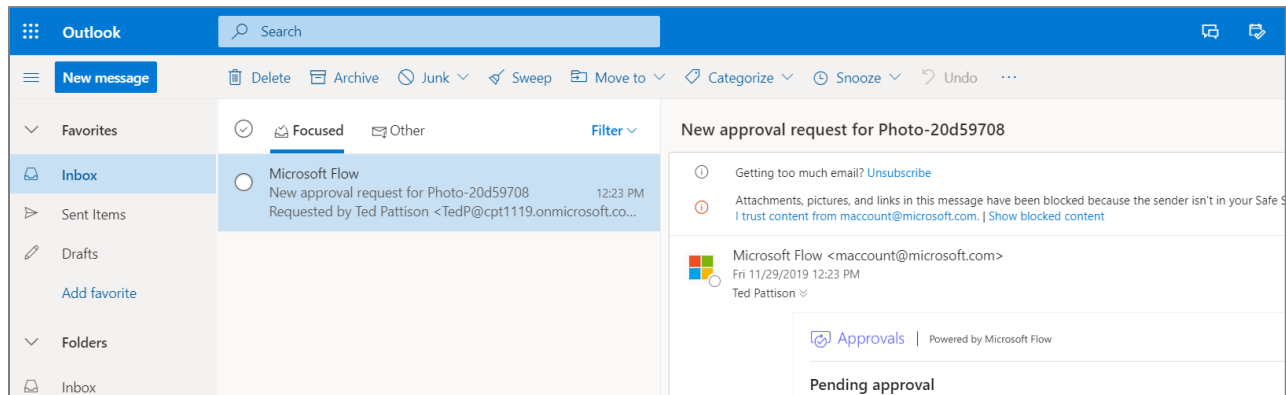 Outlook
Search
New message
Delete Archive Junk Sweep Move to Categorize Snooze Undo ...
Favorites
Inbox
Sent Items
Drafts
Add favorite
Folders
Inbox
Focused Other Filter
Microsoft Flow
New approval request for Photo-20d59708 12:23 PM
Requested by Ted Pattison <TedP@cpt1119.onmicrosoft.co...
New approval request for Photo-20d59708
Getting too much email? Unsubscribe
Attachments, pictures, and links in this message have been blocked because the sender isn't in your Safe S
I trust content from maccount@microsoft.com. | Show blocked content
Microsoft Flow <maccount@microsoft.com>
Fri 11/29/2019 12:23 PM
Ted Pattison
Approvals | Powered by Microsoft Flow
Pending approval